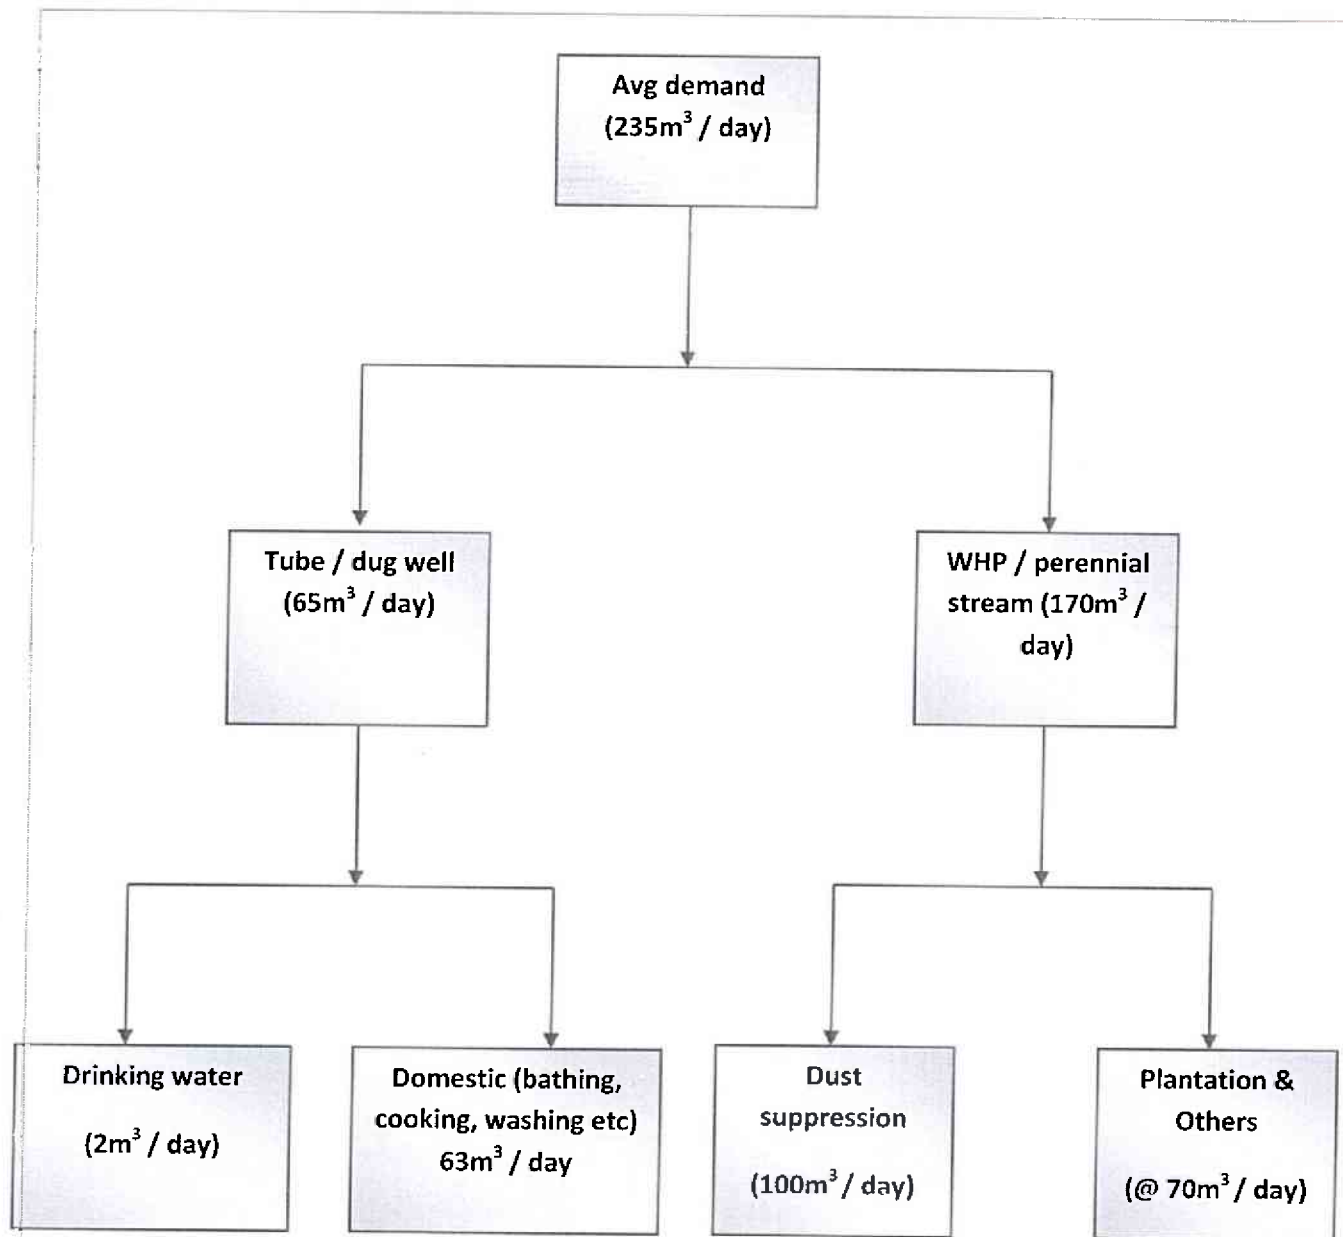 Avg demand
(235m³ / day)
Tube / dug well
(65m³ / day)
WHP / perennial
stream (170m³ /
day)
Drinking water
(2m³ / day)
Domestic (bathing,
cooking, washing etc)
63m³ / day
Dust
suppression
(100m³ / day)
Plantation &
Others
(@ 70m³ / day)